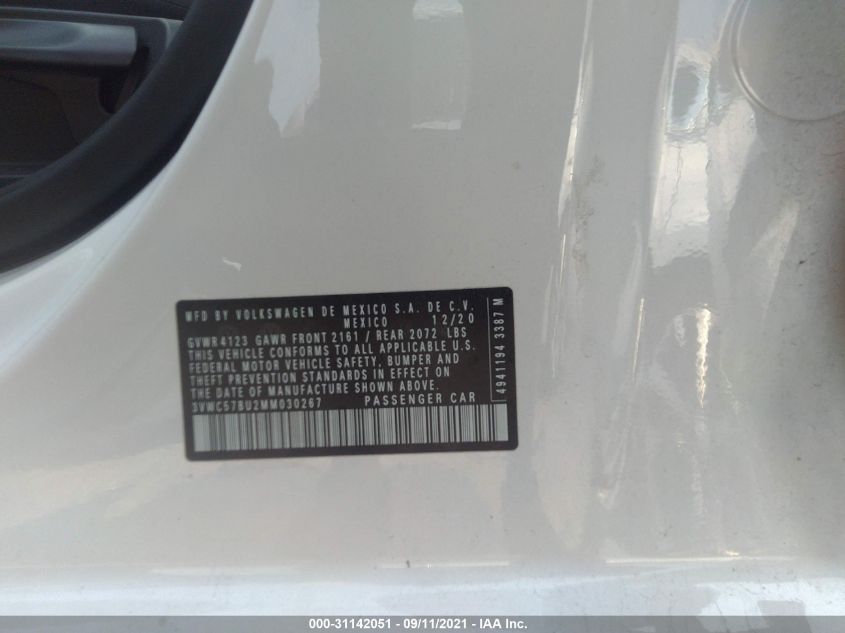 MFD BY VOLKSWAGEN DE MEXICO S.A. DE C.V.
MEXICO 12/20
GVWR 4123 GAWR FRONT 2161 / REAR 2072 LBS
THIS VEHICLE CONFORMS TO ALL APPLICABLE U.S.
FEDERAL MOTOR VEHICLE SAFETY, BUMPER AND
THEFT PREVENTION STANDARDS IN EFFECT ON
THE DATE OF MANUFACTURE SHOWN ABOVE.
3VWC57BU2MM030267 PASSENGER CAR
4941194 3387 M
000-31142051 - 09/11/2021 - IAA Inc.